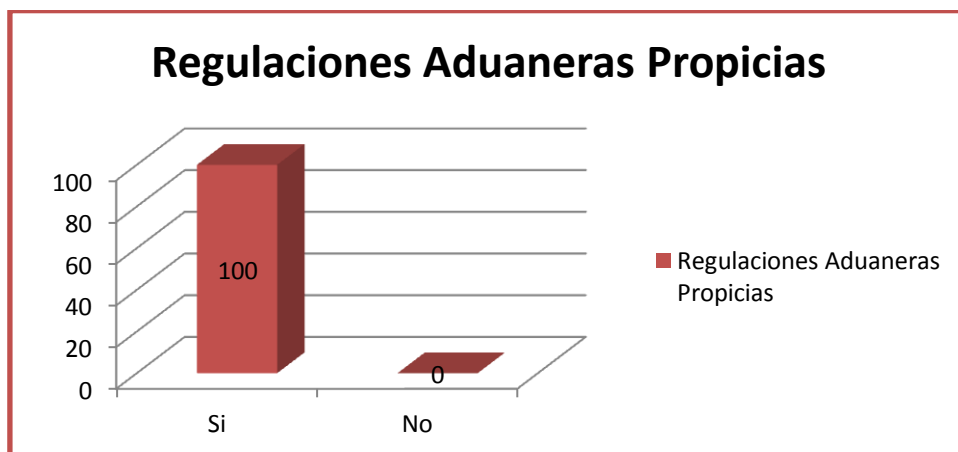 Regulaciones Aduaneras Propicias
100
80
60
40
20
0
100
0
Si No
Regulaciones Aduaneras
Propicias